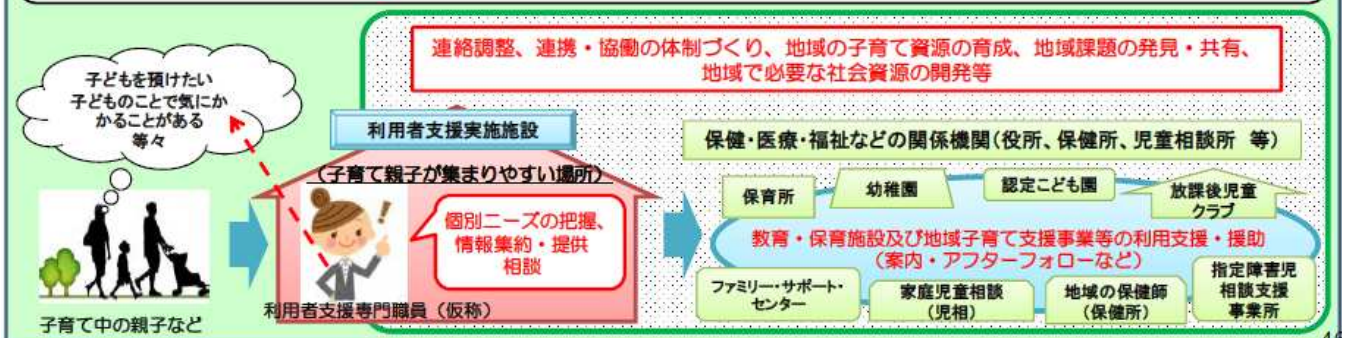 連絡調整、連携・協働の体制づくり、地域の子育て資源の育成、地域課題の発見・共有、
地域で必要な社会資源の開発等
子どもを預けたい
子どものことで気にか
かることがある
等々
利用者支援実施施設
(子育て親子が集まりやすい場所)
個別ニーズの把握、
情報集約・提供
相談
利用者支援専門職員(仮称)
子育て中の親子など
保健・医療・福祉などの関係機関(役所、保健所、児童相談所 等)
保育所
幼稚園
認定こども園
放課後児童
クラブ
教育・保育施設及び地域子育て支援事業等の利用支援・援助
(案内・アフターフォローなど)
ファミリー・サポート・
センター
家庭児童相談
(児相)
地域の保健師
(保健所)
指定障害児
相談支援
事業所